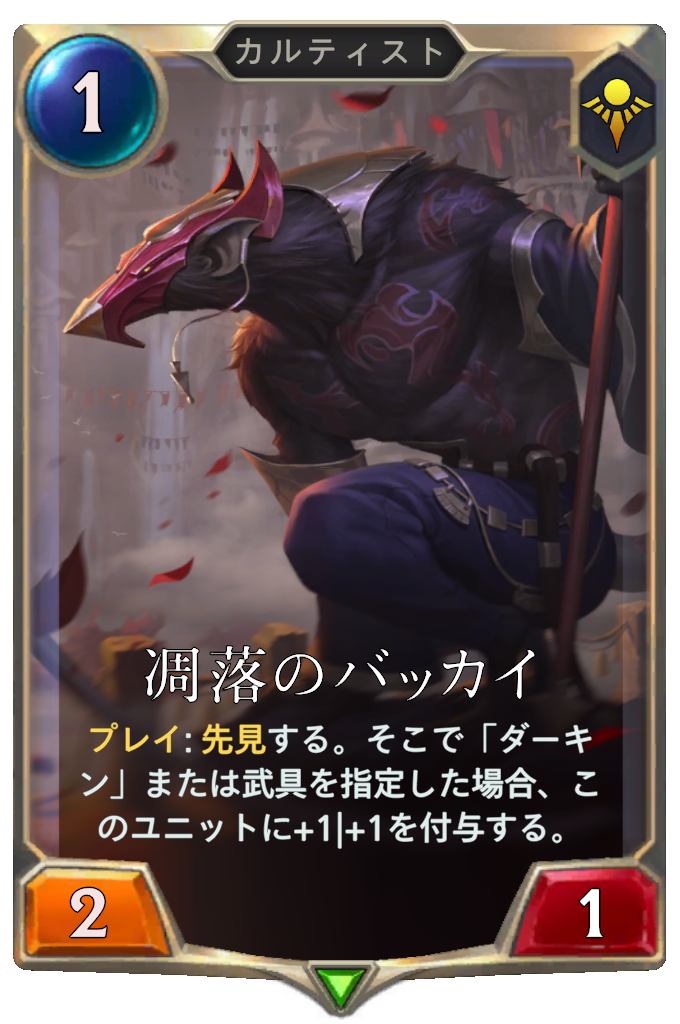 カルティスト
1
凋落のバッカイ
プレイ: 先見する。そこで「ダーキ
ン」または武具を指定した場合、こ
のユニットに+1|+1を付与する。
2
1